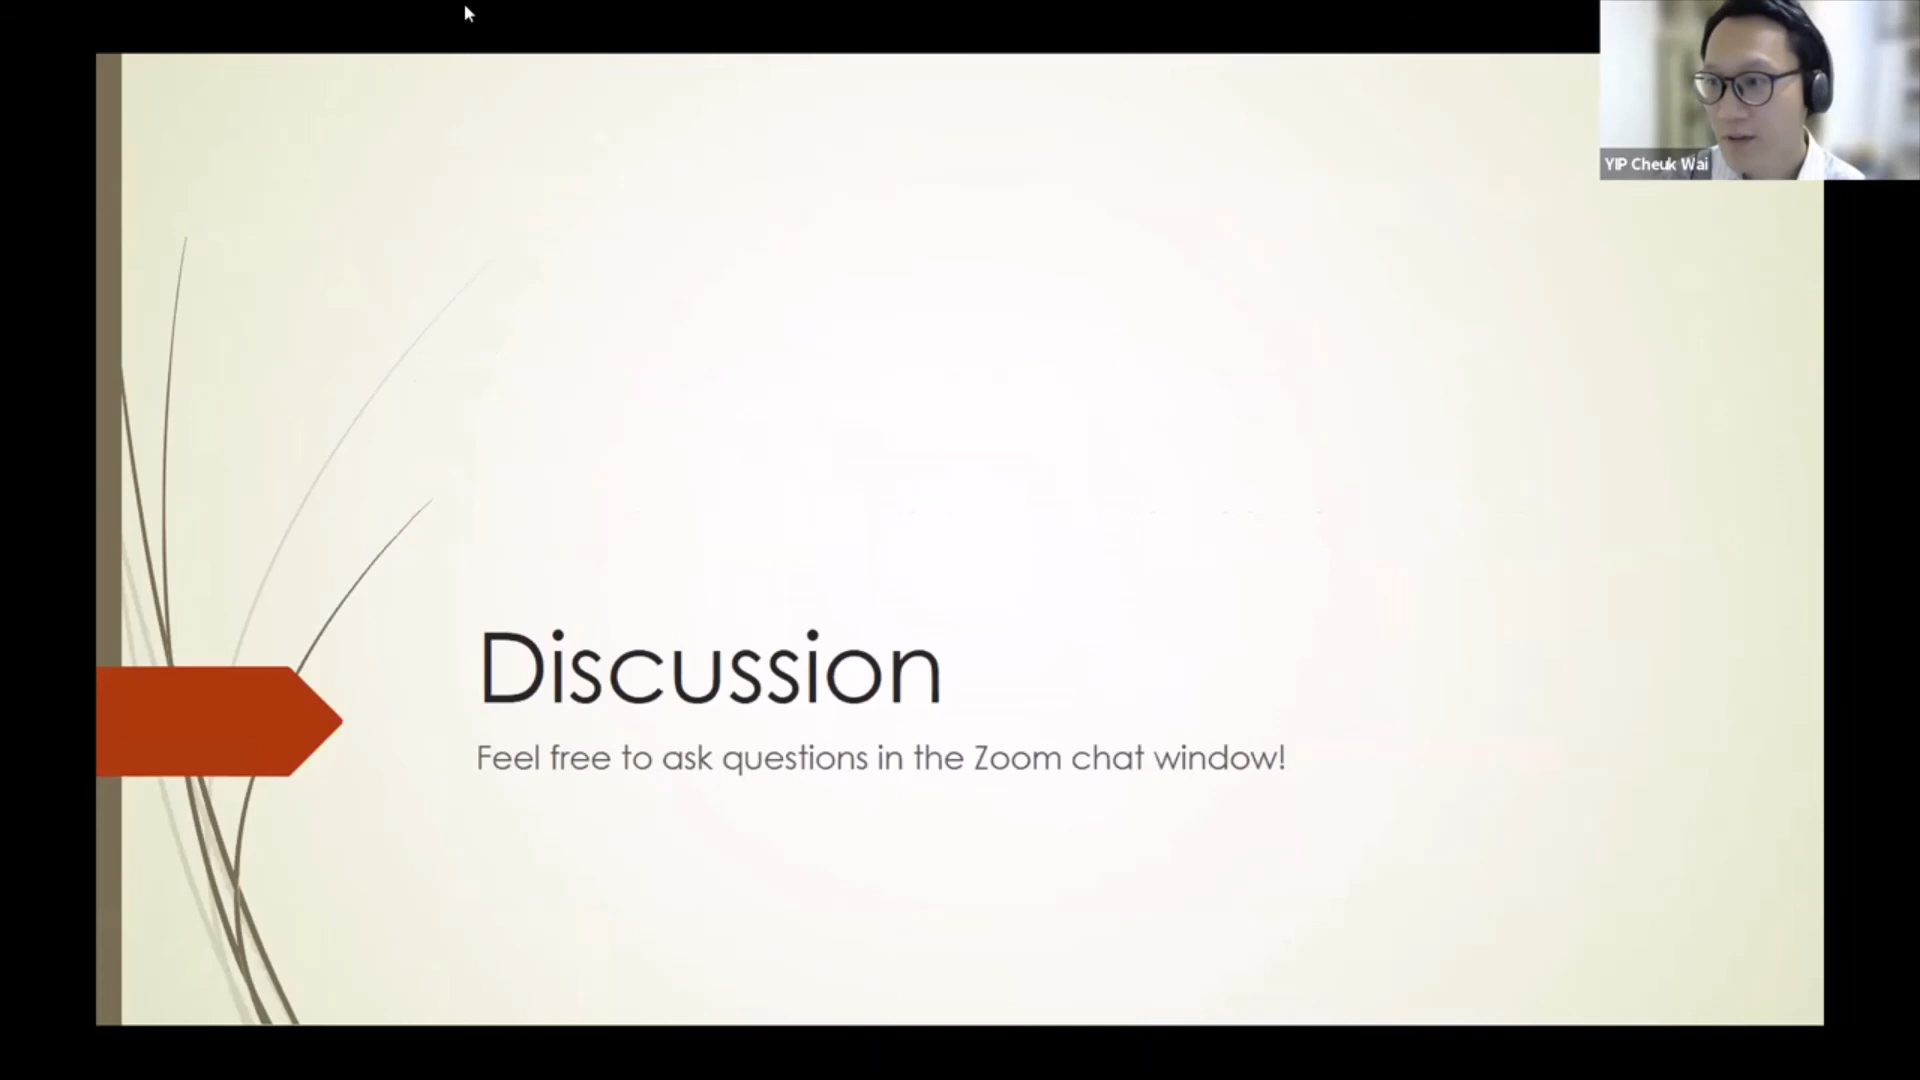 YIP Cheuk Wai
Discussion
Feel free to ask questions in the Zoom chat window!